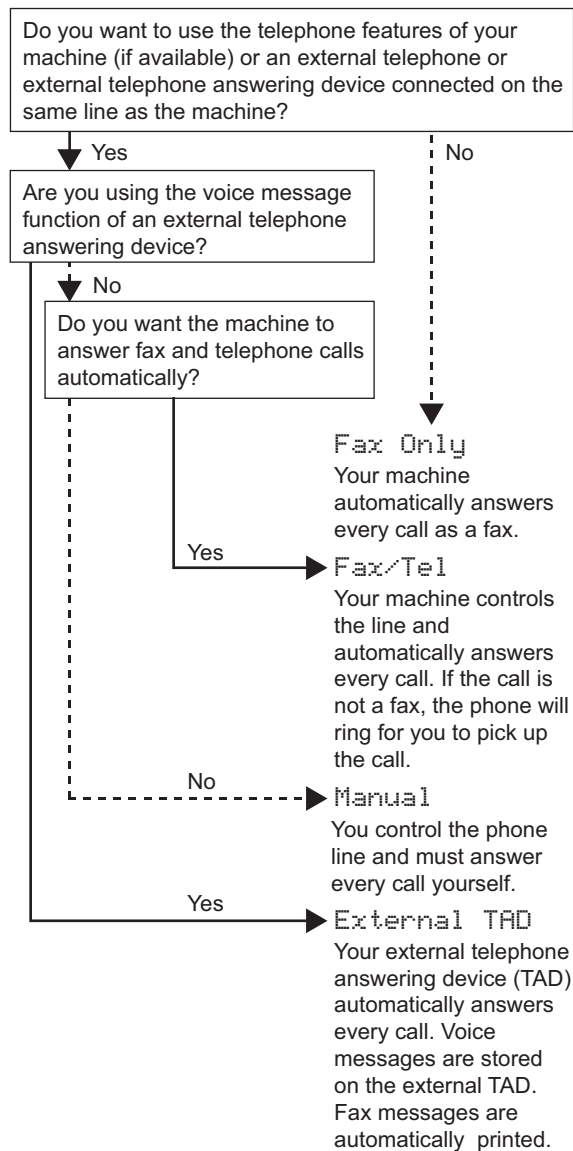 Do you want to use the telephone features of your
machine (if available) or an external telephone or
external telephone answering device connected on the
same line as the machine?
Yes
No
Are you using the voice message
function of an external telephone
answering device?
No
Do you want the machine to
answer fax and telephone calls
automatically?
Fax Only
Your machine
automatically answers
every call as a fax.
Yes
Fax/Tel
Your machine controls
the line and
automatically answers
every call. If the call is
not a fax, the phone will
ring for you to pick up
the call.
No
Manual
You control the phone
line and must answer
every call yourself.
Yes
External TAD
Your external telephone
answering device (TAD)
automatically answers
every call. Voice
messages are stored
on the external TAD.
Fax messages are
automatically printed.